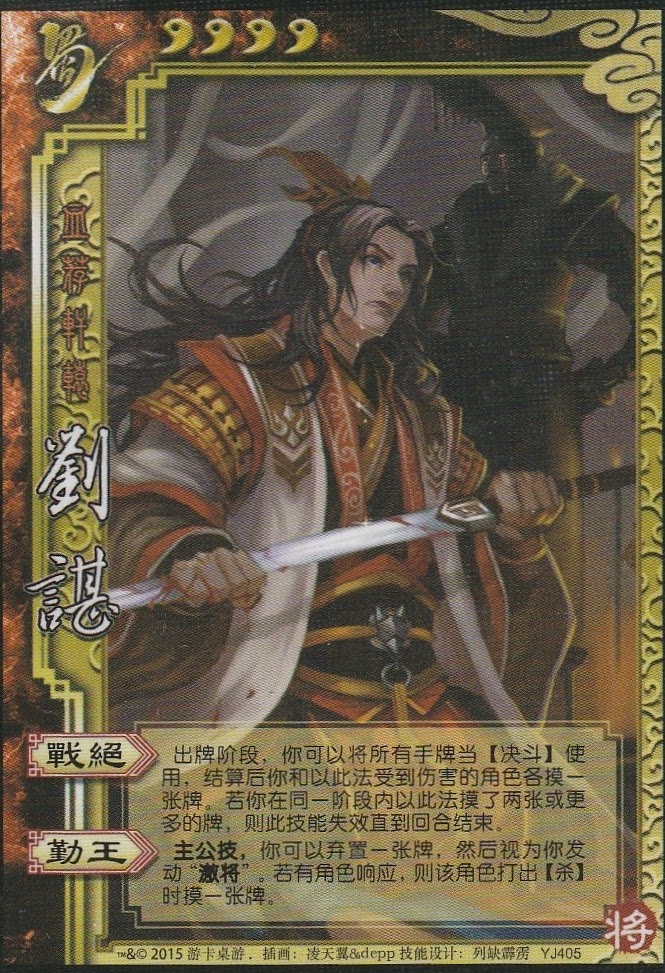 蜀
血荐轩辕
劉諶
戰絕
出牌阶段,你可以将所有手牌当【决斗】使
用,结算后你和以此法受到伤害的角色各摸一
张牌。若你在同一阶段内以此法摸了两张或更
多的牌,则此技能失效直到回合结束。
勤王
主公技,你可以弃置一张牌,然后视为你发
动“激将”。若有角色响应,则该角色打出【杀】
时摸一张牌。
将
™&© 2015 游卡桌游．插画：凌天翼&depp 技能设计：列缺霹雳 YJ405